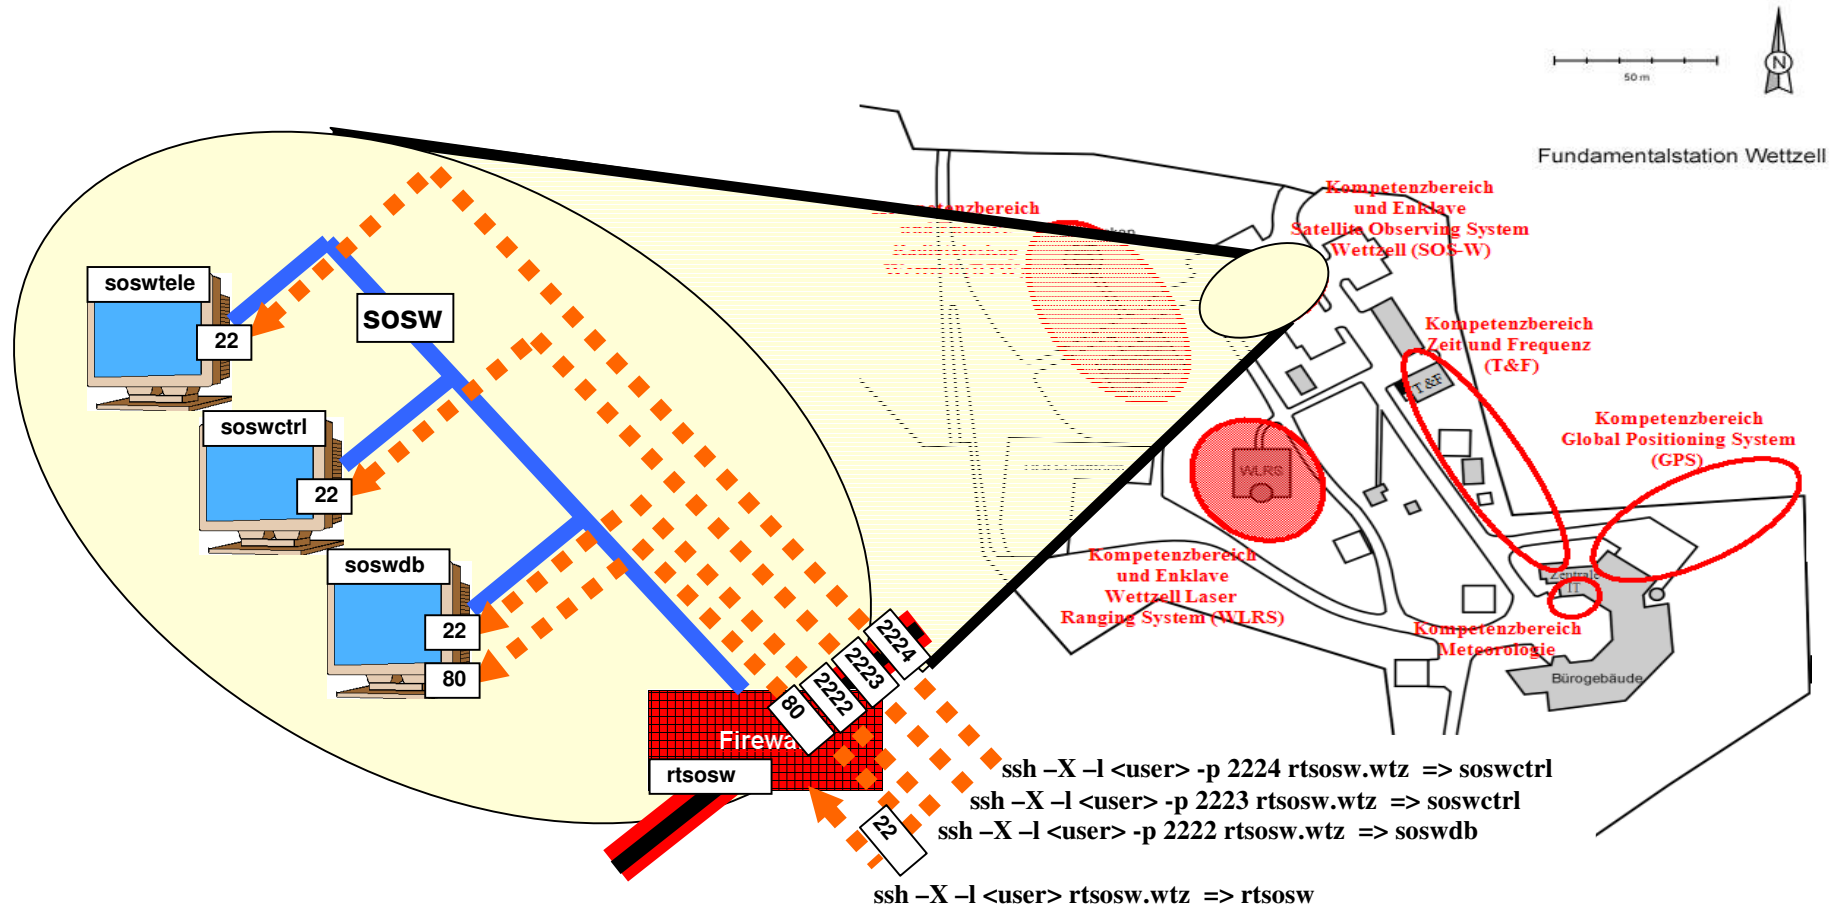 50 m
N
Fundamentalstation Wettzell
Kompetenzbereich
und Enklave
Satellite Observing System
Wettzell (SOS-W)
Kompetenzbereich
Zeit und Frequenz
(T&F)
T&F
Kompetenzbereich
Global Positioning System
(GPS)
WLRS
Kompetenzbereich
und Enklave
Wettzell Laser
Ranging System (WLRS)
Zentrale
IT
Kompetenzbereich
Meteorologie
Bürogebäude
soswtele
22
sosw
soswctrl
22
soswdb
22
80
80
2222
2223
2224
Firewa
rtsosw
22
ssh –X –l <user> -p 2224 rtsosw.wtz => soswctrl
ssh –X –l <user> -p 2223 rtsosw.wtz => soswctrl
ssh –X –l <user> -p 2222 rtsosw.wtz => soswdb
ssh –X –l <user> rtsosw.wtz => rtsosw